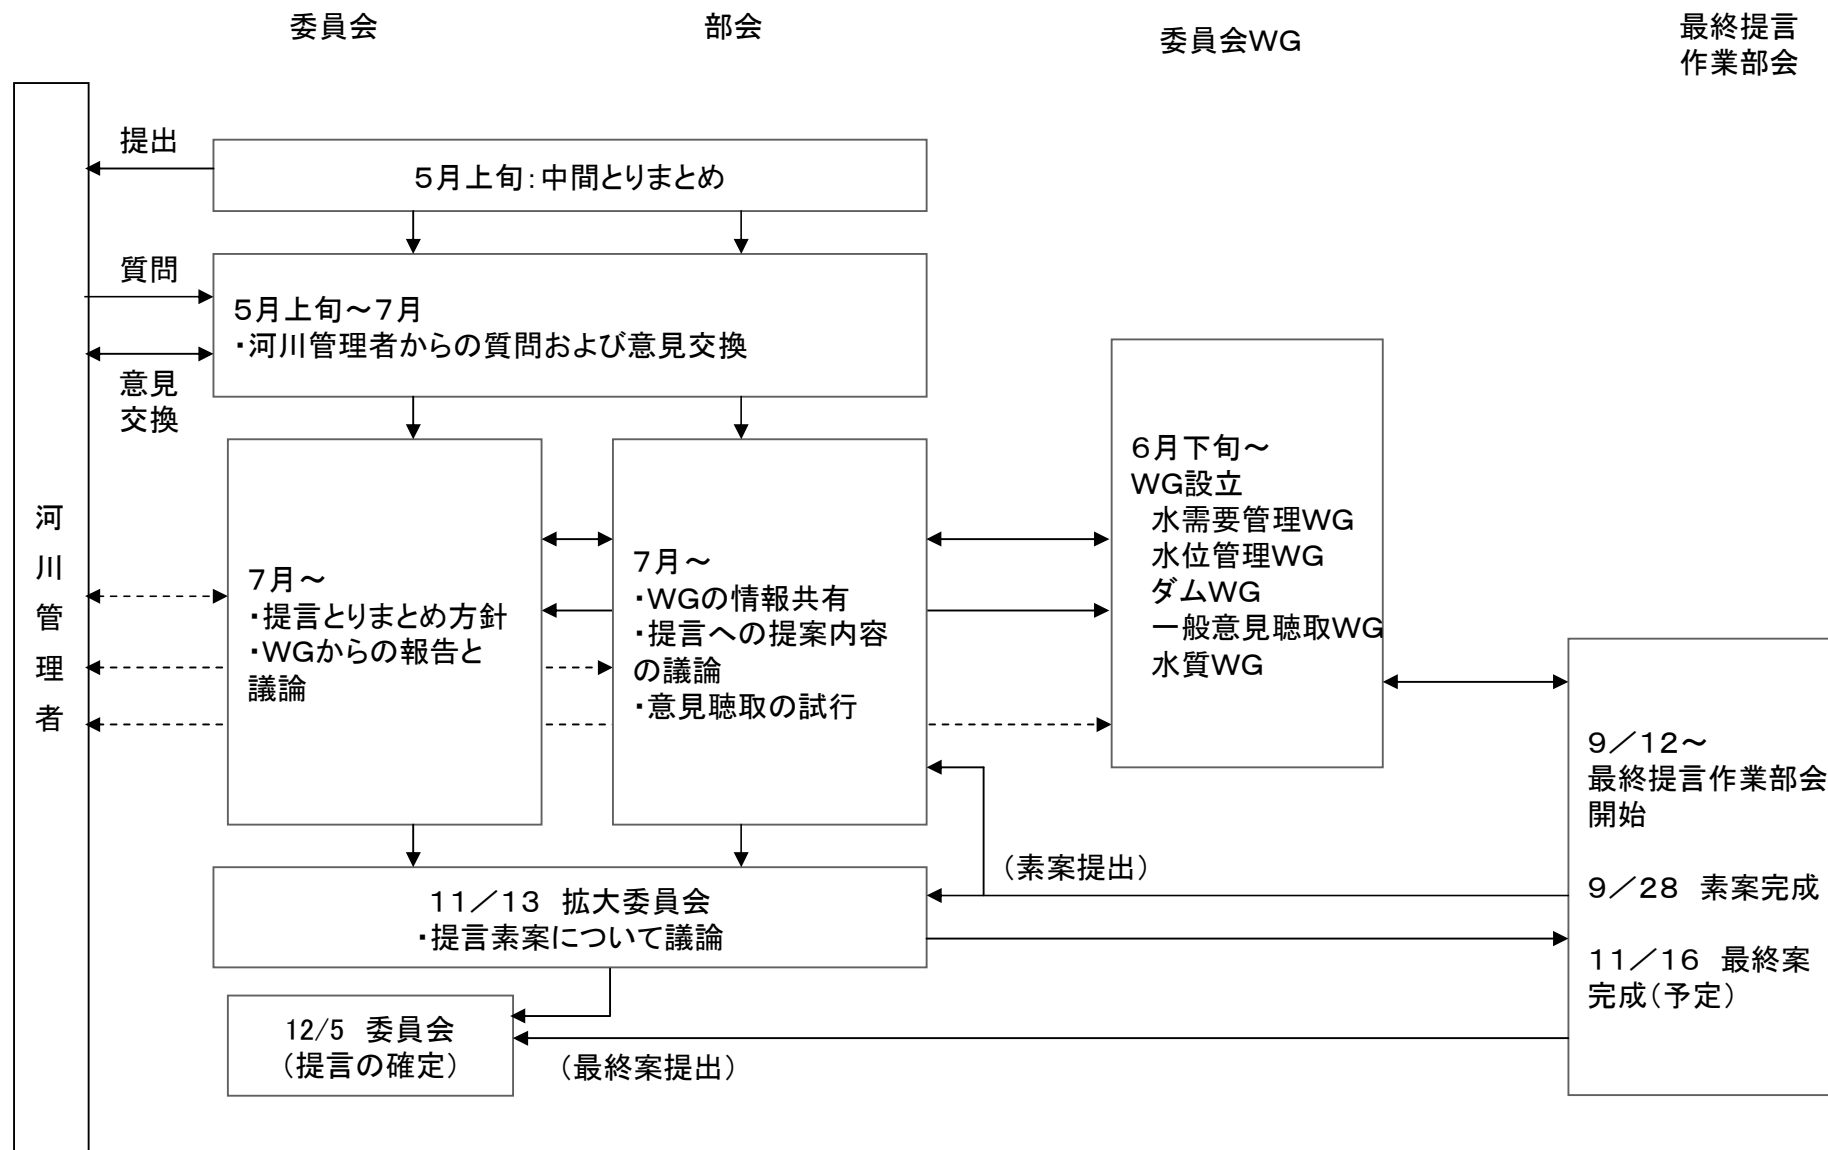 委員会
部会
委員会WG
最終提言
作業部会
河川管理者
提出
5月上旬:中間とりまとめ
質問
5月上旬~7月
・河川管理者からの質問および意見交換
意見
交換
7月~
・提言とりまとめ方針
・WGからの報告と
議論
7月~
・WGの情報共有
・提言への提案内容
の議論
・意見聴取の試行
6月下旬~
WG設立
水需要管理WG
水位管理WG
ダムWG
一般意見聴取WG
水質WG
9/12~
最終提言作業部会
開始
9/28 素案完成
11/16 最終案
完成(予定)
(素案提出)
11/13 拡大委員会
・提言素案について議論
12/5 委員会
(提言の確定)
(最終案提出)